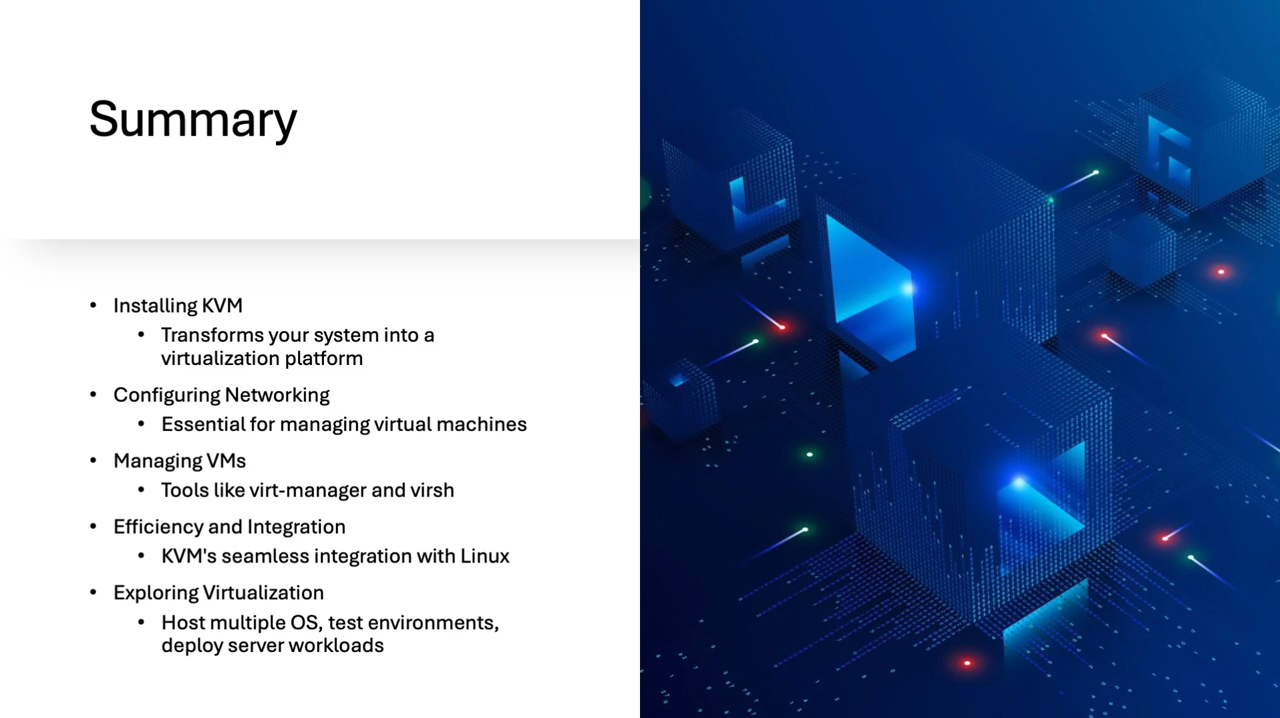 Summary
• Installing KVM
• Transforms your system into a
virtualization platform
• Configuring Networking
• Essential for managing virtual machines
• Managing VMs
• Tools like virt-manager and virsh
• Efficiency and Integration
• KVM's seamless integration with Linux
• Exploring Virtualization
• Host multiple OS, test environments,
deploy server workloads